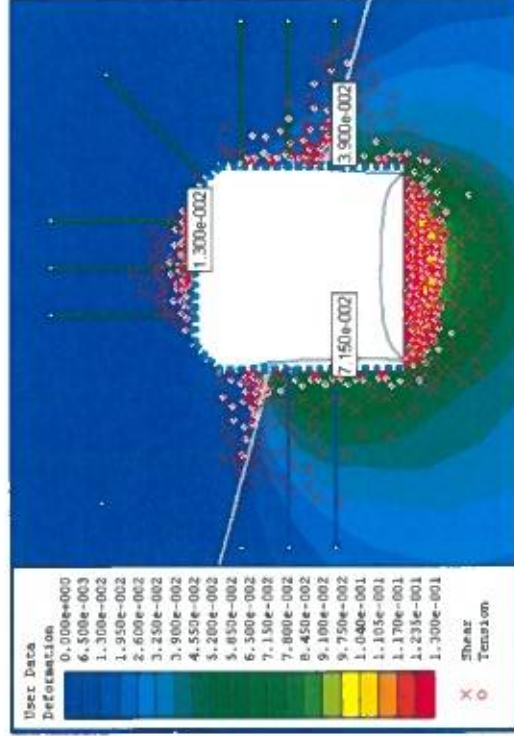 User Data
Deformation
0.000e+000
6.500e-003
1.300e-002
1.950e-002
2.600e-002
3.250e-002
3.900e-002
4.550e-002
5.200e-002
5.850e-002
6.500e-002
7.150e-002
7.800e-002
8.450e-002
9.100e-002
9.750e-002
1.040e-001
1.105e-001
1.170e-001
1.235e-001
1.300e-001
Shear
Tension
1.300e-002
7.150e-002
3.900e-002